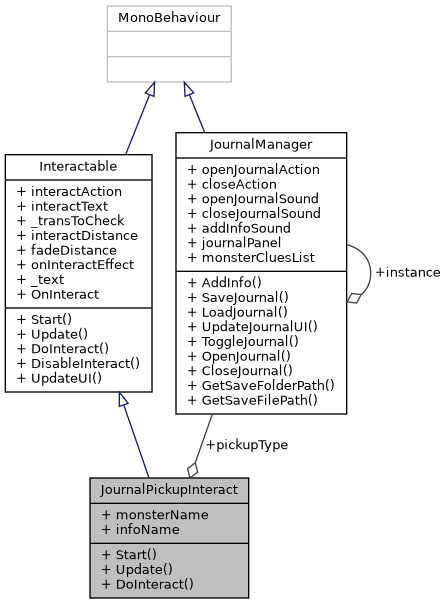 MonoBehaviour
Interactable
+ interactAction
+ interactText
+ _transToCheck
+ interactDistance
+ fadeDistance
+ onInteractEffect
+ _text
+ OnInteract
+ Start()
+ Update()
+ DoInteract()
+ DisableInteract()
+ UpdateUI()
JournalManager
+ openJournalAction
+ closeAction
+ openJournalSound
+ closeJournalSound
+ addInfoSound
+ journalPanel
+ monsterCluesList
+ AddInfo()
+ SaveJournal()
+ LoadJournal()
+ UpdateJournalUI()
+ ToggleJournal()
+ OpenJournal()
+ CloseJournal()
+ GetSaveFolderPath()
+ GetSaveFilePath()
+instance
+pickupType
JournalPickupInteract
+ monsterName
+ infoName
+ Start()
+ Update()
+ DoInteract()